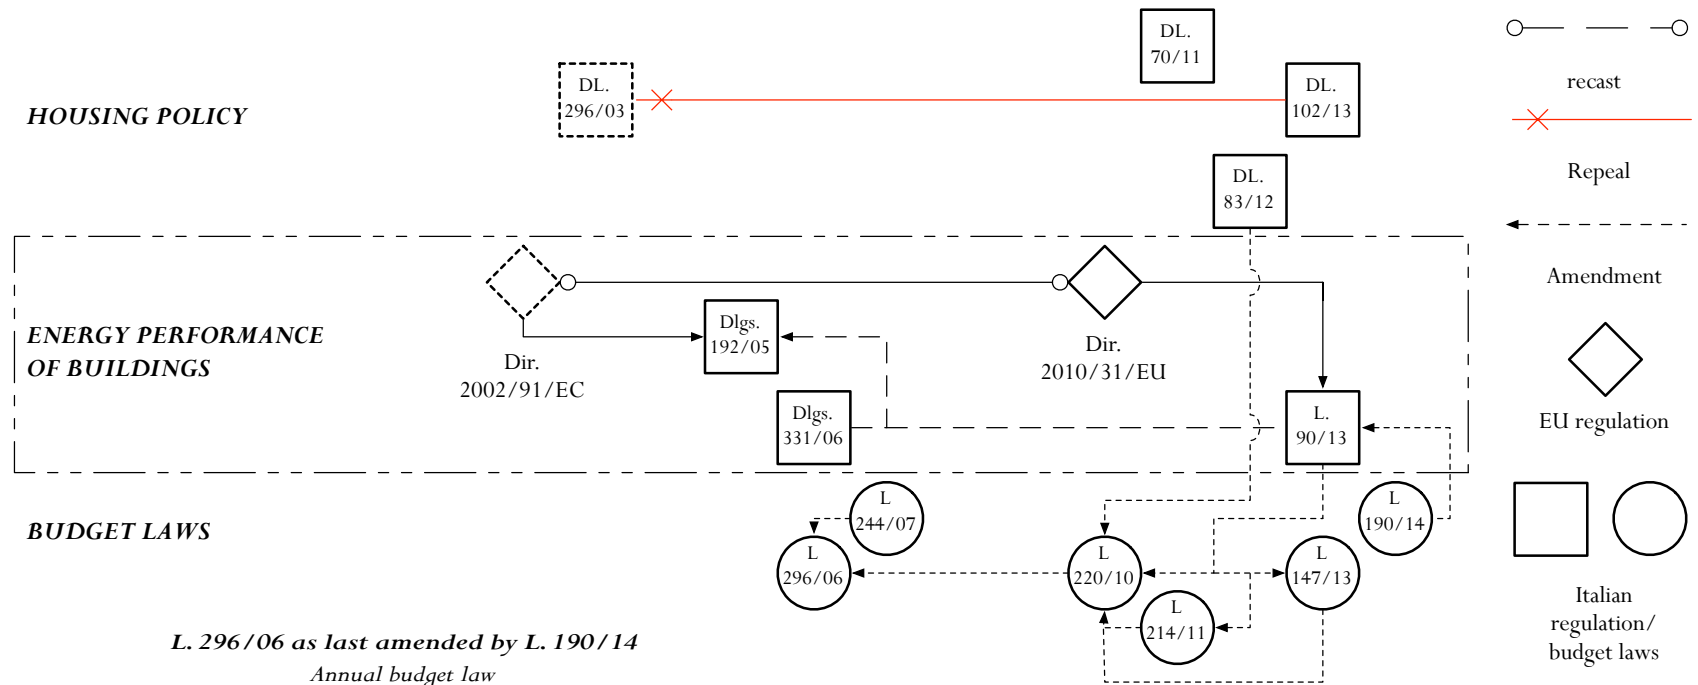 HOUSING POLICY
DL.
296/03
DL.
70/11
DL.
102/13
DL.
83/12
ENERGY PERFORMANCE
OF BUILDINGS
Dir.
2002/91/EC
Dlgs.
192/05
Dir.
2010/31/EU
Dlgs.
331/06
L.
90/13
BUDGET LAWS
L
244/07
L
190/14
L
296/06
L
220/10
L
147/13
L
214/11
L. 296/06 as last amended by L. 190/14
Annual budget law
recast
Repeal
Amendment
EU regulation
Italian
regulation/
budget laws